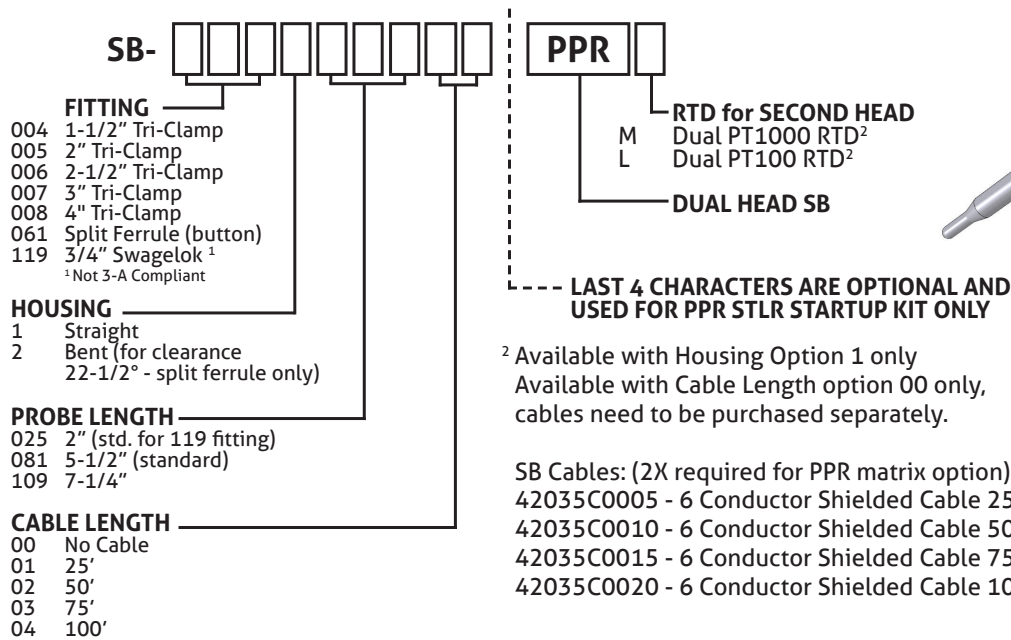 SB-
PPR
FITTING
004 1-1/2" Tri-Clamp
005 2" Tri-Clamp
006 2-1/2" Tri-Clamp
007 3" Tri-Clamp
008 4" Tri-Clamp
061 Split Ferrule (button)
119 3/4" Swagelok ¹
¹ Not 3-A Compliant
HOUSING
1 Straight
2 Bent (for clearance
22-1/2° - split ferrule only)
PROBE LENGTH
025 2" (std. for 119 fitting)
081 5-1/2" (standard)
109 7-1/4"
CABLE LENGTH
00 No Cable
01 25'
02 50'
03 75'
04 100'
RTD for SECOND HEAD
M Dual PT1000 RTD²
L Dual PT100 RTD²
DUAL HEAD SB
LAST 4 CHARACTERS ARE OPTIONAL AND
USED FOR PPR STLR STARTUP KIT ONLY
² Available with Housing Option 1 only
Available with Cable Length option 00 only,
cables need to be purchased separately.
SB Cables: (2X required for PPR matrix option)
42035C0005 - 6 Conductor Shielded Cable 25
42035C0010 - 6 Conductor Shielded Cable 50
42035C0015 - 6 Conductor Shielded Cable 75
42035C0020 - 6 Conductor Shielded Cable 10